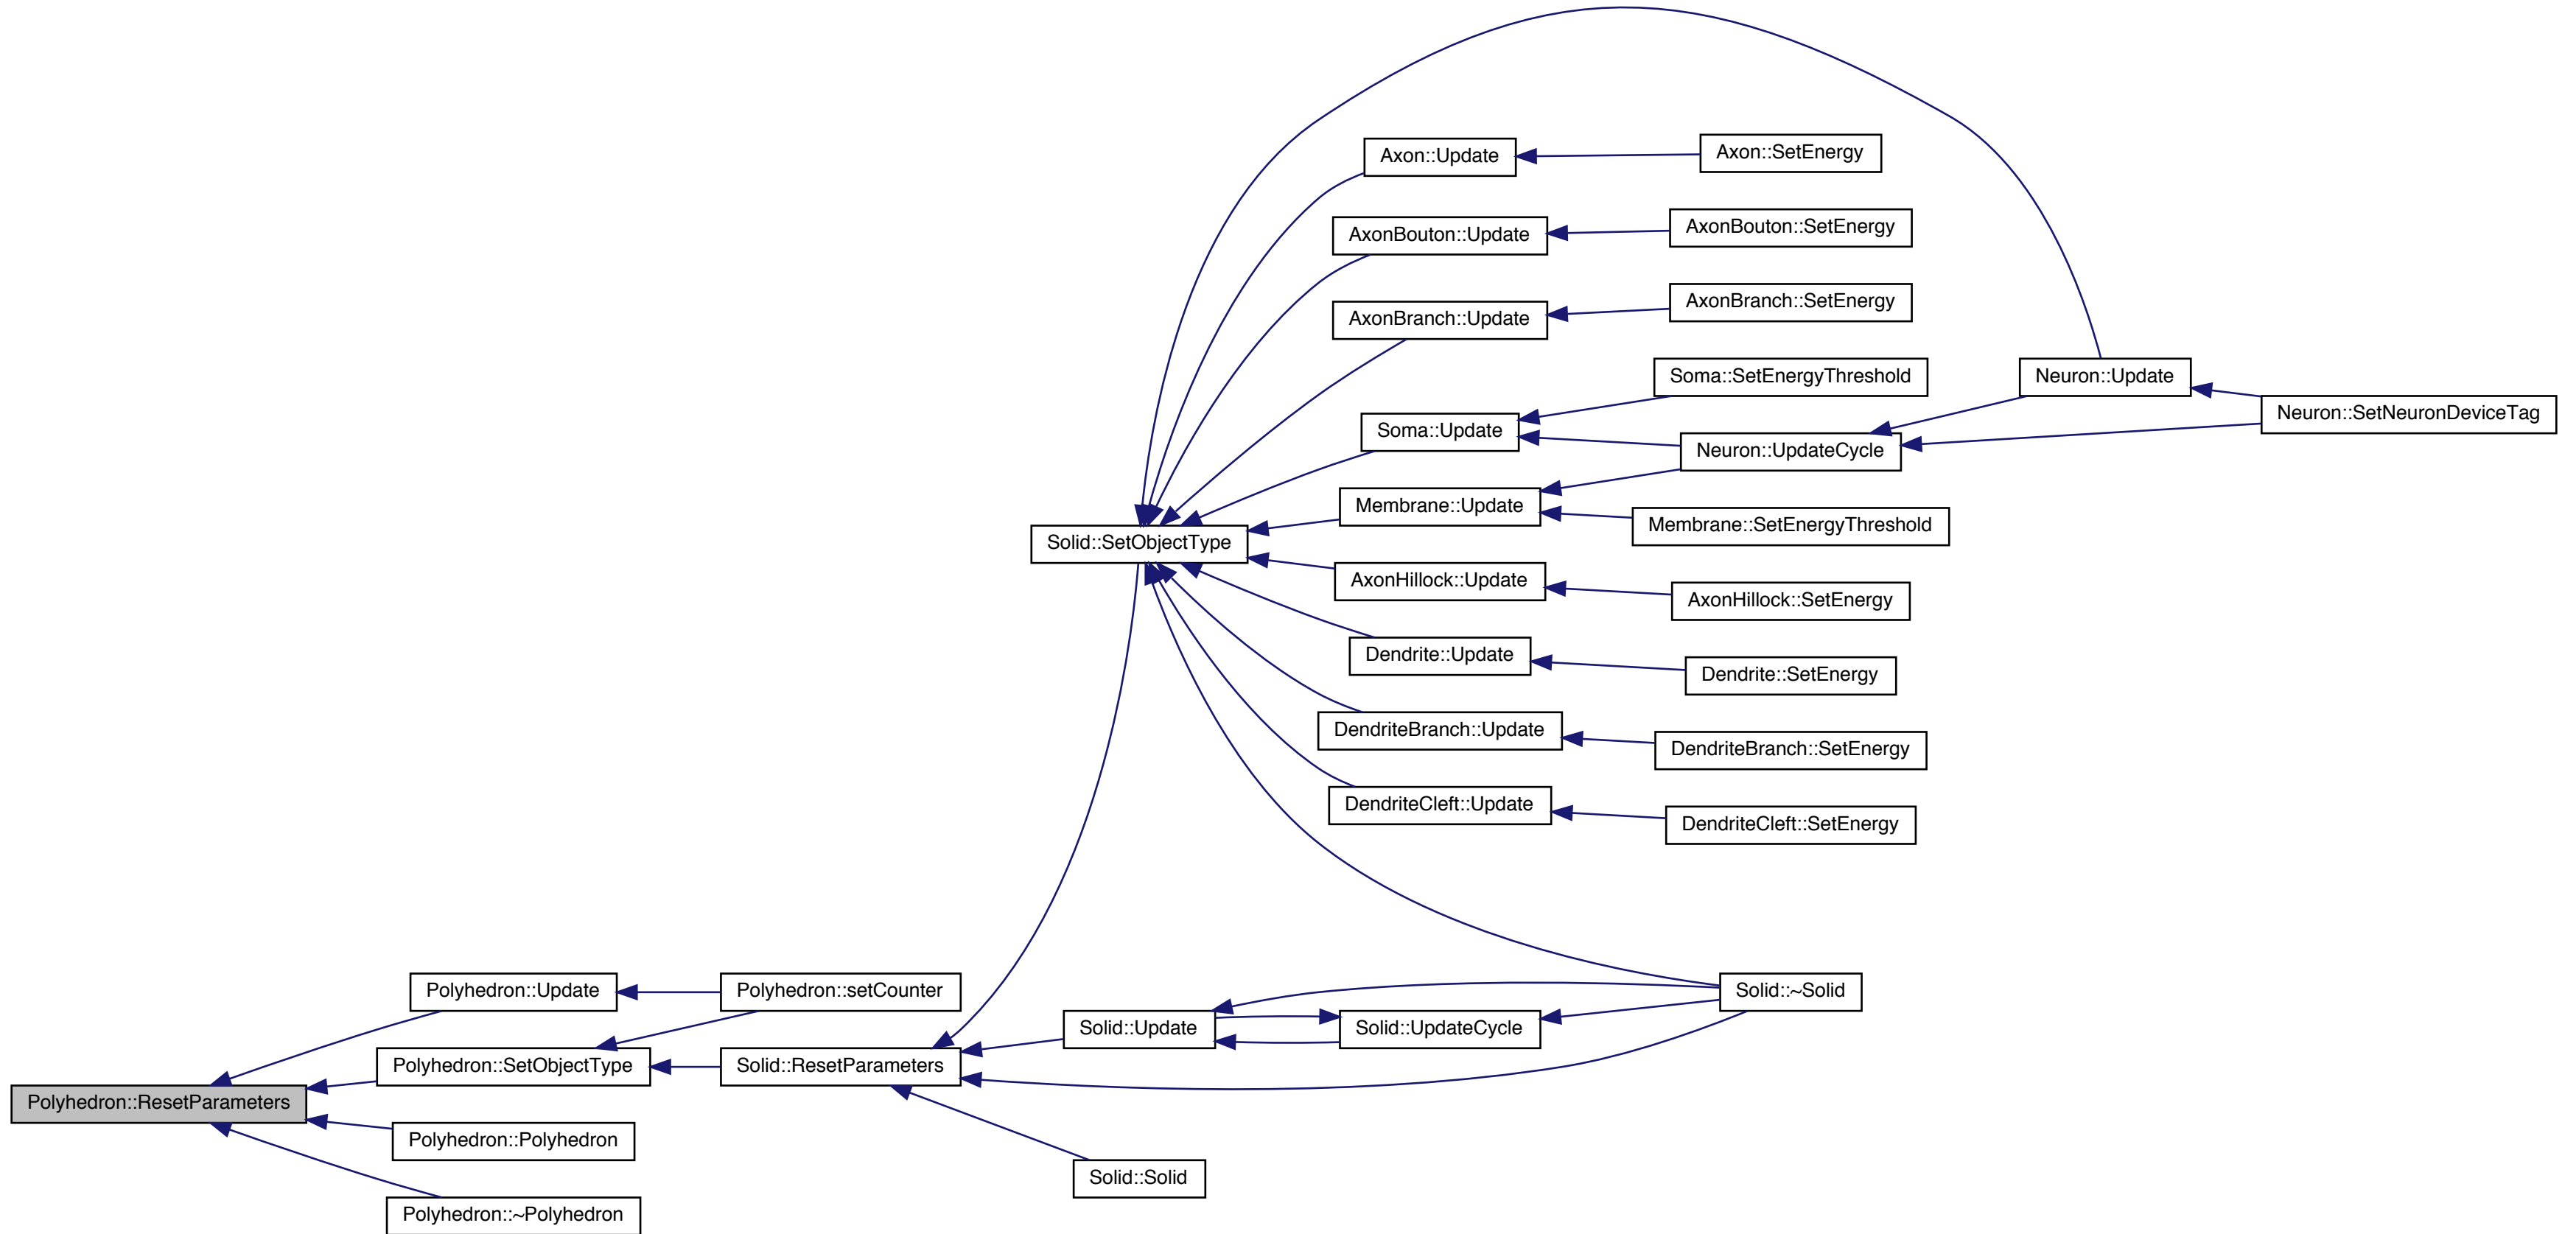 Axon::Update
Axon::SetEnergy
AxonBouton::Update
AxonBouton::SetEnergy
AxonBranch::Update
AxonBranch::SetEnergy
Soma::SetEnergyThreshold
Neuron::Update
Neuron::SetNeuronDeviceTag
Soma::Update
Neuron::UpdateCycle
Membrane::Update
Membrane::SetEnergyThreshold
Solid::SetObjectType
AxonHillock::Update
AxonHillock::SetEnergy
Dendrite::Update
Dendrite::SetEnergy
DendriteBranch::Update
DendriteBranch::SetEnergy
DendriteCleft::Update
DendriteCleft::SetEnergy
Polyhedron::Update
Polyhedron::setCounter
Solid::~Solid
Solid::Update
Solid::UpdateCycle
Polyhedron::SetObjectType
Solid::ResetParameters
Polyhedron::ResetParameters
Polyhedron::Polyhedron
Solid::Solid
Polyhedron::~Polyhedron